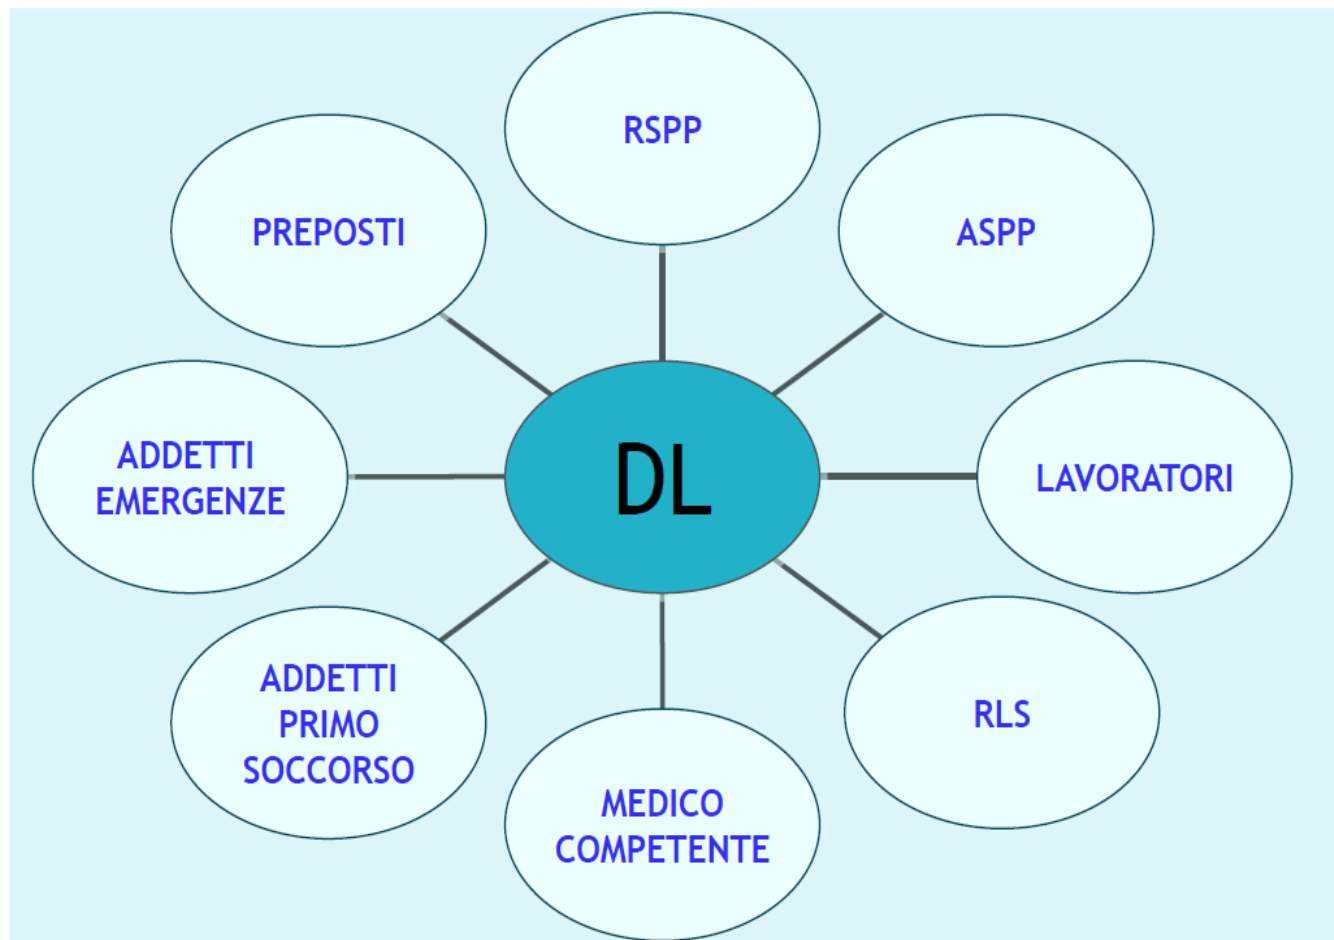 RSPP
ASPP
PREPOSTI
ADDETTI
EMERGENZE
DL
LAVORATORI
ADDETTI
PRIMO
SOCCORSO
RLS
MEDICO
COMPETENTE